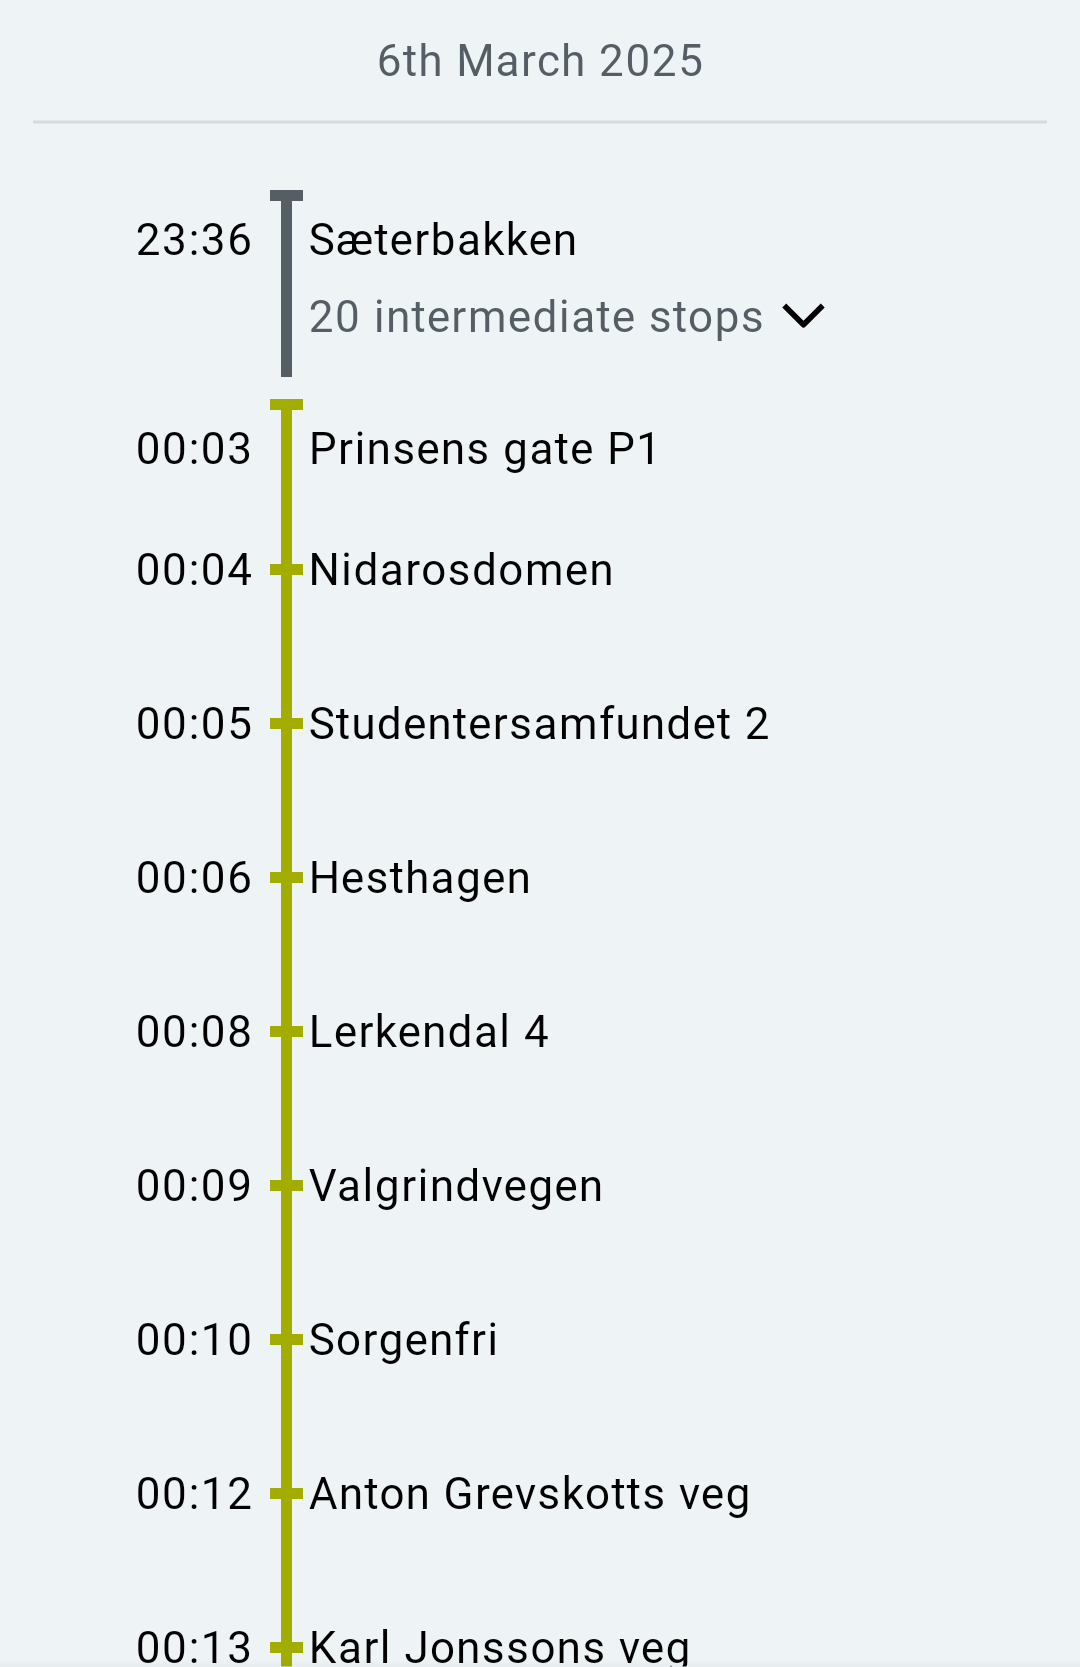 6th March 2025
23:36 Sæterbakken
20 intermediate stops
00:03 Prinsens gate P1
00:04 Nidarosdomen
00:05 Studentersamfundet 2
00:06 Hesthagen
00:08 Lerkendal 4
00:09 Valgrindvegen
00:10 Sorgenfri
00:12 Anton Grevskotts veg
00:13 Karl Jonssons veg